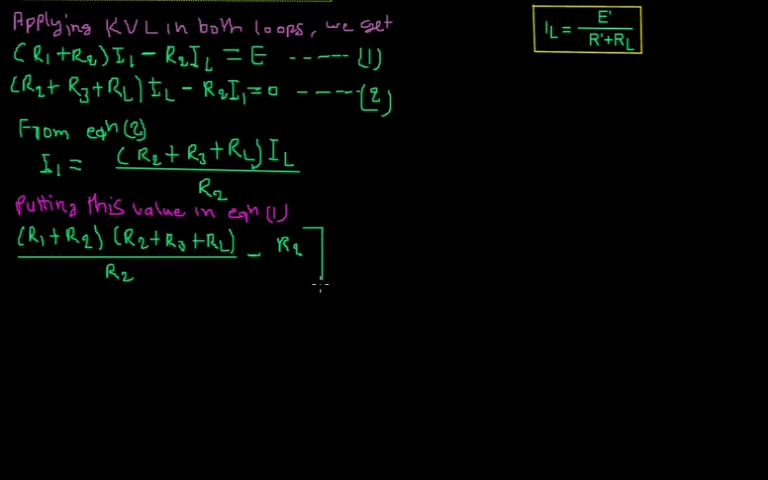 Applying KVL in both loops, we get
(R1+R2)I1 - R2IL = E ------ (1)
(R2+R3+RL)IL - R2I1=0 -----(2)
From eqn(2)
I1 = (R2+R3+RL)IL / R2
Putting this value in eqn(1)
(R1+R2)(R2+R3+RL) / R2 - R2]
IL = E' / R'+RL